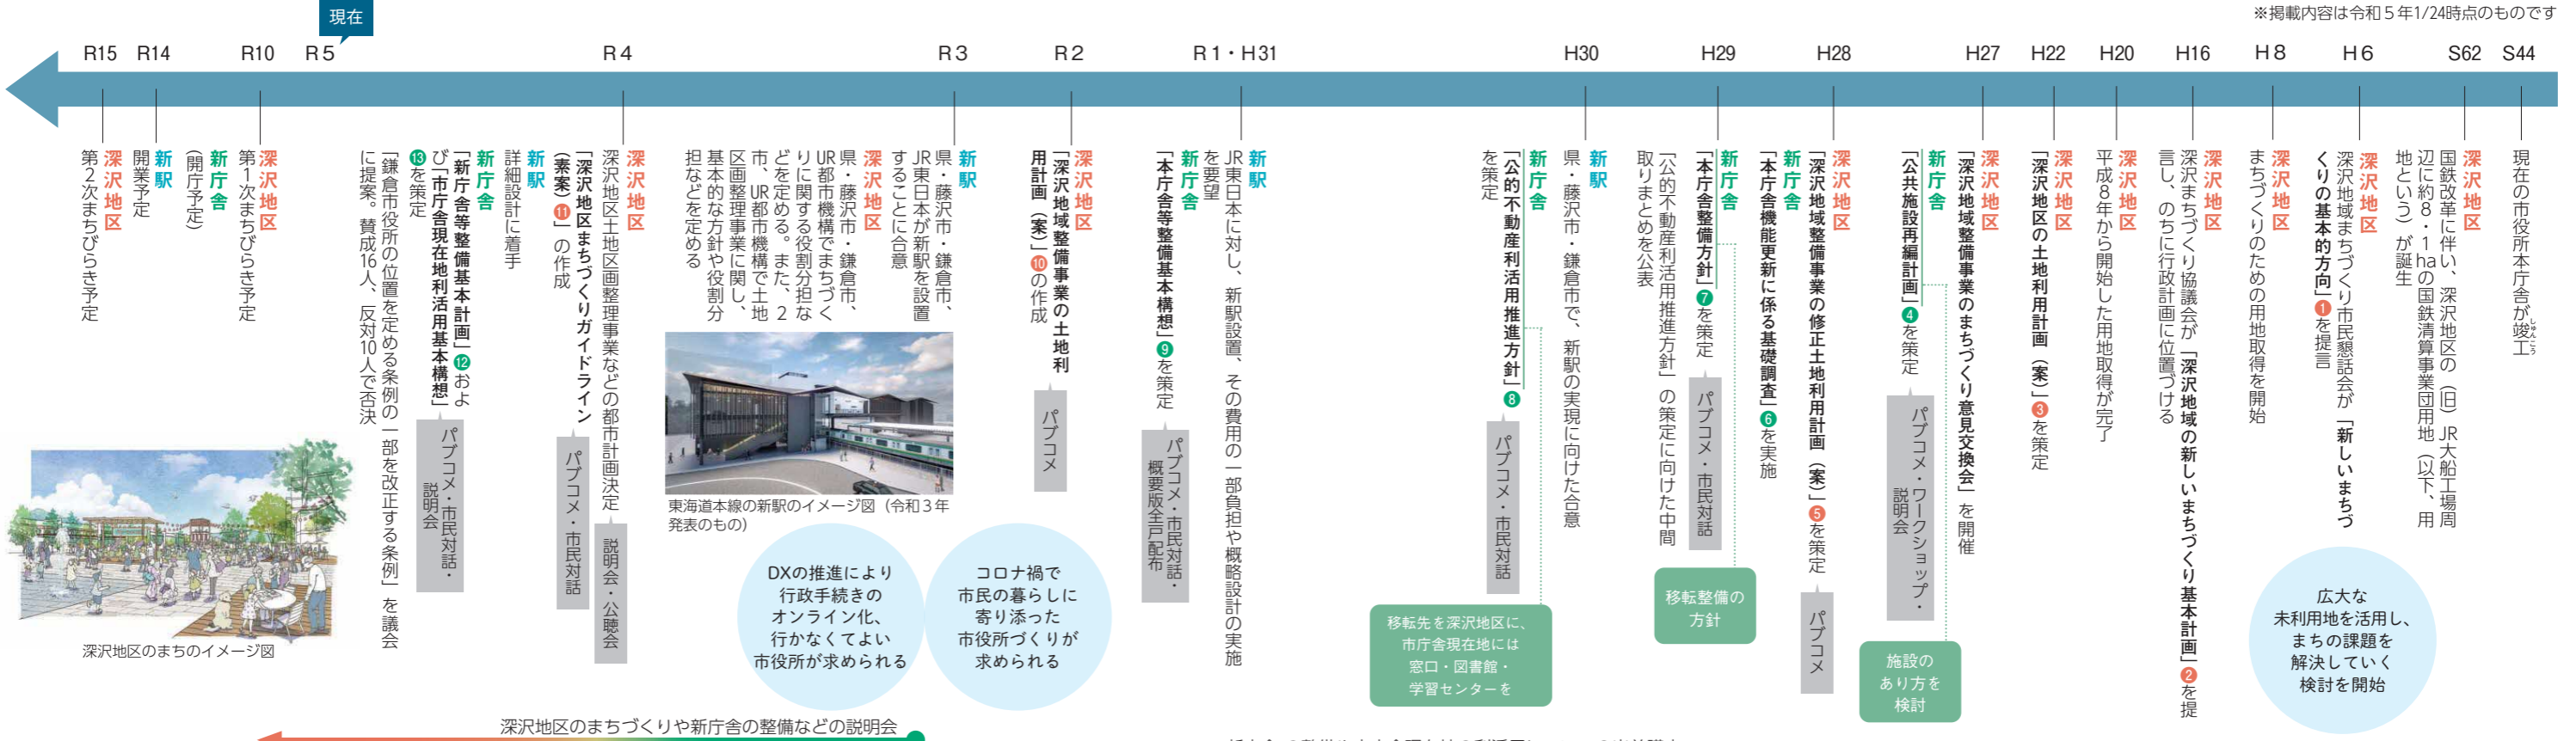 ※掲載内容は令和５年1/24時点のものです
現在
S44
現在の市役所本庁舎が竣工
しゅんこう
S62
深沢地区
国鉄改革に伴い、深沢地区の（旧）JR大船工場周
辺に約８・１haの国鉄清算事業団用地（以下、用
地という）が誕生
H６
深沢地区
深沢地域まちづくり市民懇話会が「新しいまちづ
くりの基本的方向」❶を提言
H８
深沢地区
まちづくりのための用地取得を開始
H16
深沢地区
深沢まちづくり協議会が「深沢地域の新しいまちづくり基本計画」❷を提
言し、のちに行政計画に位置づける
H20
深沢地区
平成８年から開始した用地取得が完了
H22
深沢地区
「深沢地区の土地利用計画（案）」❸を策定
H27
深沢地区
「深沢地域整備事業のまちづくり意見交換会」を開催
新庁舎
「公共施設再編計画」❹を策定
パブコメ・ワークショップ・
説明会
施設の
あり方を
検討
H28
深沢地区
「深沢地域整備事業の修正土地利用計画（案）」❺を策定
パブコメ
新庁舎
「本庁舎機能更新に係る基礎調査」❻を実施
H29
新庁舎
「本庁舎整備方針」❼を策定
パブコメ・市民対話
移転整備の
方針
「公的不動産利活用推進方針」の策定に向けた中間
取りまとめを公表
H30
新駅
県・藤沢市・鎌倉市で、新駅の実現に向けた合意
新庁舎
「公的不動産利活用推進方針」❽
を策定
パブコメ・市民対話
移転先を深沢地区に、
市庁舎現在地には
窓口・図書館・
学習センターを
R１・H31
新駅
JR東日本に対し、新駅設置、その費用の一部負担や概略設計の実施
を要望
新庁舎
「本庁舎等整備基本構想」❾を策定
パブコメ・市民対話・
概要版全戸配布
R２
深沢地区
「深沢地域整備事業の土地利
用計画（案）」❿の作成
パブコメ
R３
新駅
県・藤沢市・鎌倉市、
JR東日本が新駅を設置
することに合意
深沢地区
県・藤沢市・鎌倉市、
UR都市機構でまちづく
りに関する役割分担な
どを定める。また、２
市、UR都市機構で土地
区画整理事業に関し、
基本的な方針や役割分
担などを定める
東海道本線の新駅のイメージ図（令和３年
発表のもの）
R４
深沢地区
深沢地区土地区画整理事業などの都市計画決定
説明会・公聴会
「深沢地区まちづくりガイドライン
（素案）⓫」の作成
パブコメ・市民対話
新駅
詳細設計に着手
新庁舎
「新庁舎等整備基本計画」⓬およ
び「市庁舎現在地利活用基本構想」
⓭を策定
パブコメ・市民対話・
説明会
「鎌倉市役所の位置を定める条例の一部を改正する条例」を議会
に提案。賛成16人、反対10人で否決
R５
R10
深沢地区
第１次まちびらき予定
新庁舎
（開庁予定）
R14
新駅
開業予定
R15
深沢地区
第２次まちびらき予定
広大な
未利用地を活用し、
まちの課題を
解決していく
検討を開始
コロナ禍で
市民の暮らしに
寄り添った
市役所づくりが
求められる
DXの推進により
行政手続きの
オンライン化、
行かなくてよい
市役所が求められる
深沢地区のまちのイメージ図
深沢地区のまちづくりや新庁舎の整備などの説明会